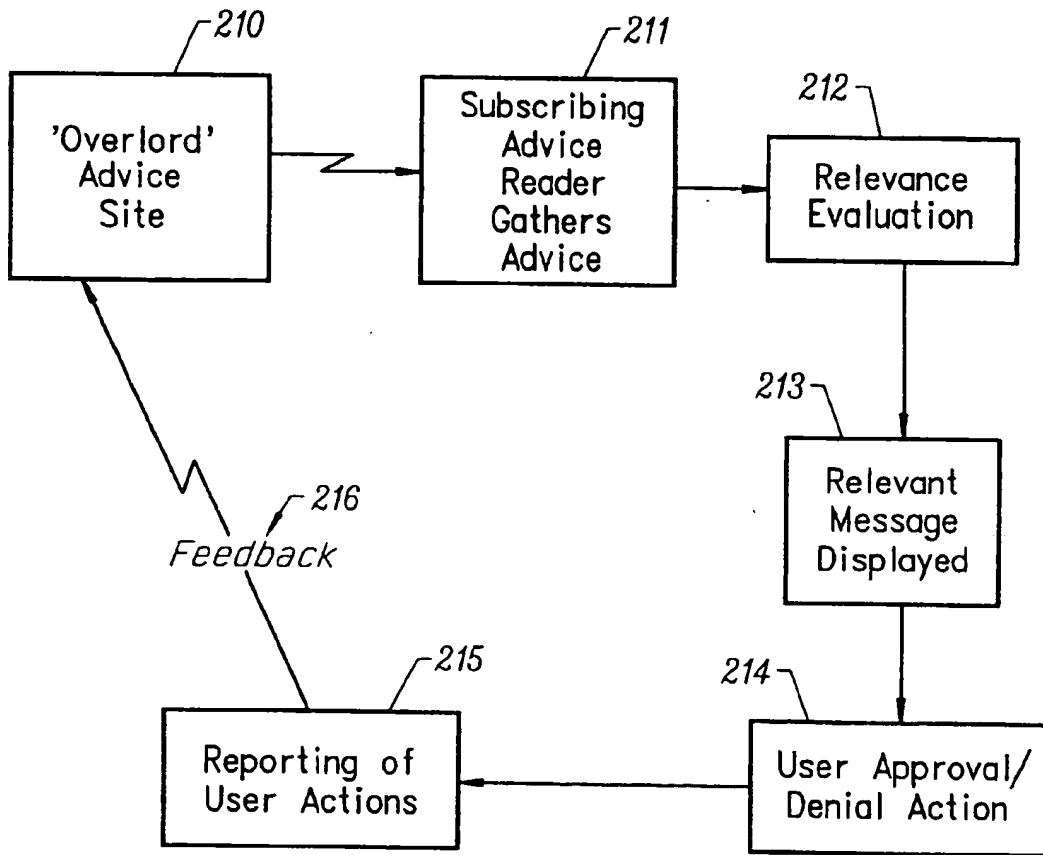 210
'Overlord'
Advice
Site
211
Subscribing
Advice
Reader
Gathers
Advice
212
Relevance
Evaluation
213
Relevant
Message
Displayed
214
User Approval/
Denial Action
215
Reporting of
User Actions
216
Feedback